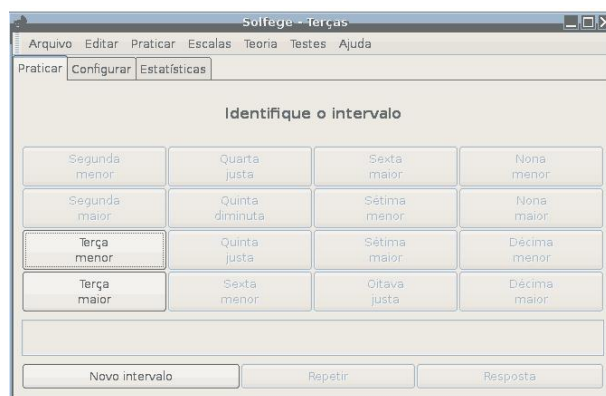 Solfege - Terças
Arquivo Editar Praticar Escalas Teoria Testes Ajuda
Praticar Configurar Estatísticas
Identifique o intervalo
Segunda menor Quarta justa Sexta maior Nona menor
Segunda maior Quinta diminuta Sétima menor Nona maior
Terça menor Quinta justa Sétima maior Décima menor
Terça maior Sexta menor Oitava justa Décima maior
Novo intervalo Repetir Resposta